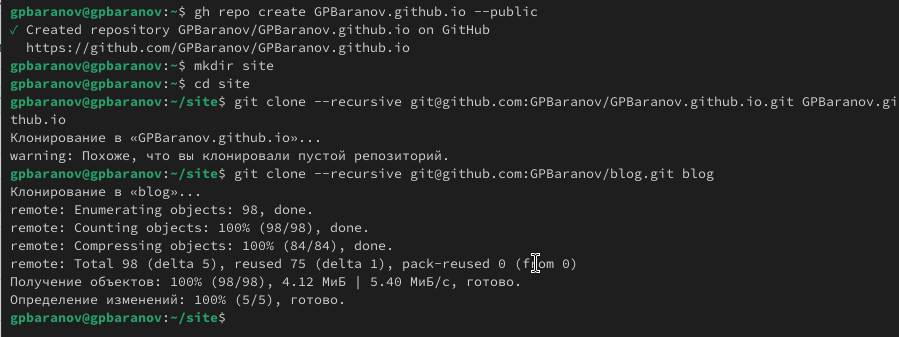 gpbaranov@gpbaranov:~$ gh repo create GPBaranov.github.io --public
✓ Created repository GPBaranov/GPBaranov.github.io on GitHub
  https://github.com/GPBaranov/GPBaranov.github.io
gpbaranov@gpbaranov:~$ mkdir site
gpbaranov@gpbaranov:~$ cd site
gpbaranov@gpbaranov:~/site$ git clone --recursive git@github.com:GPBaranov/GPBaranov.github.io.git GPBaranov.gi
thub.io
Клонирование в «GPBaranov.github.io»...
warning: Похоже, что вы клонировали пустой репозиторий.
gpbaranov@gpbaranov:~/site$ git clone --recursive git@github.com:GPBaranov/blog.git blog
Клонирование в «blog»...
remote: Enumerating objects: 98, done.
remote: Counting objects: 100% (98/98), done.
remote: Compressing objects: 100% (84/84), done.
remote: Total 98 (delta 5), reused 75 (delta 1), pack-reused 0 (from 0)
Получение объектов: 100% (98/98), 4.12 МиБ | 5.40 МиБ/с, готово.
Определение изменений: 100% (5/5), готово.
gpbaranov@gpbaranov:~/site$